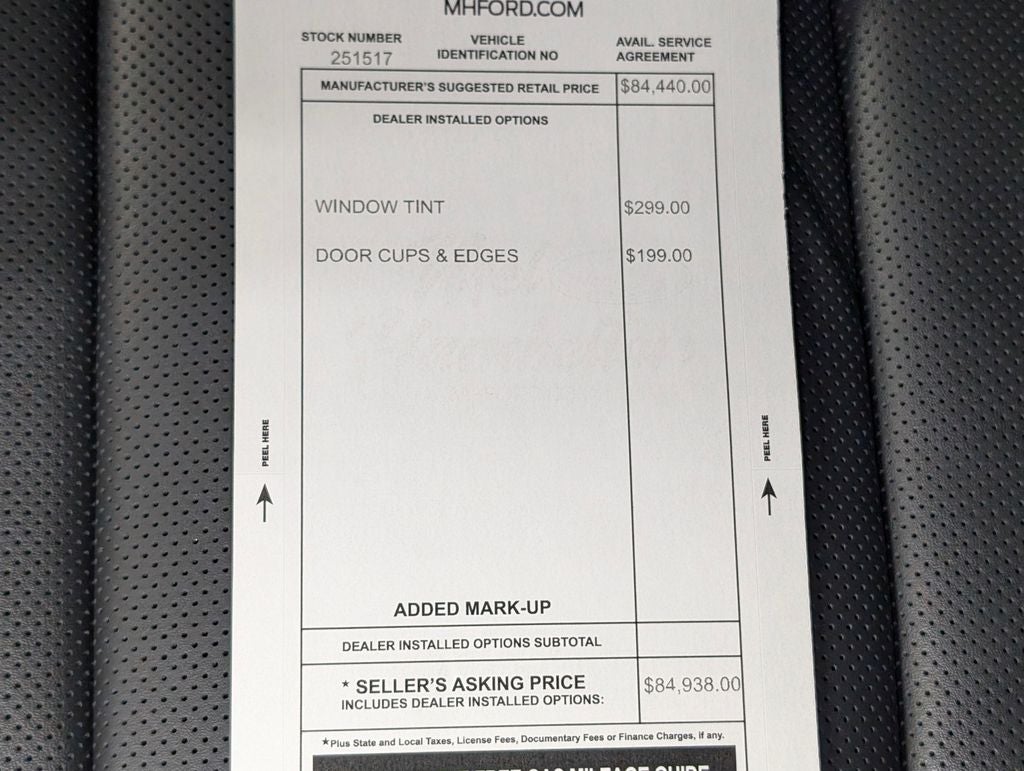 MHFORD.COM
STOCK NUMBER
251517
VEHICLE
IDENTIFICATION NO
AVAIL. SERVICE
AGREEMENT
MANUFACTURER'S SUGGESTED RETAIL PRICE $84,440.00
DEALER INSTALLED OPTIONS
WINDOW TINT $299.00
DOOR CUPS & EDGES $199.00
PEEL HERE
PEEL HERE
ADDED MARK-UP
DEALER INSTALLED OPTIONS SUBTOTAL
* SELLER'S ASKING PRICE $84,938.00
INCLUDES DEALER INSTALLED OPTIONS:
*Plus State and Local Taxes, License Fees, Documentary Fees or Finance Charges, if any.
GAS MILEAGE GUIDE